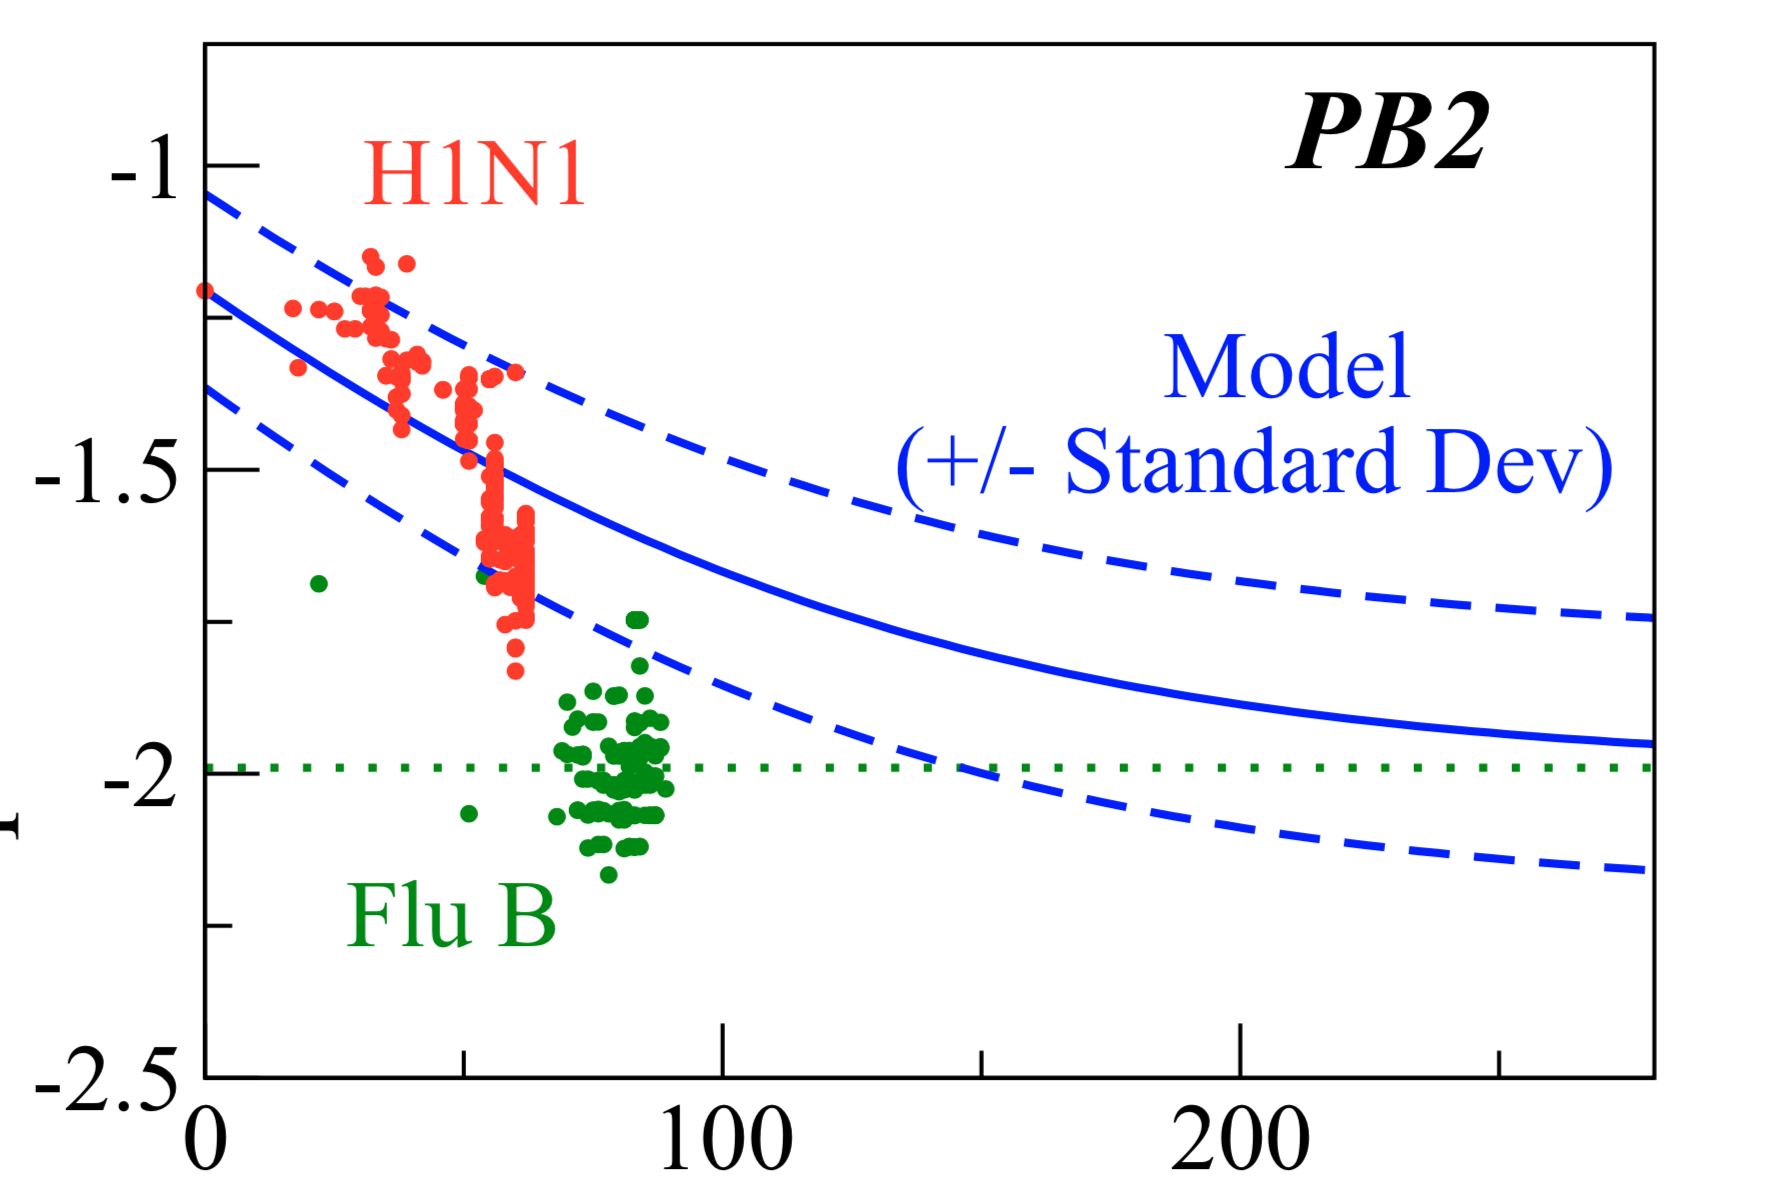 PB2
H1N1
-1
Model
(+/- Standard Dev)
-1.5
-2
Flu B
-2.5
0 100 200